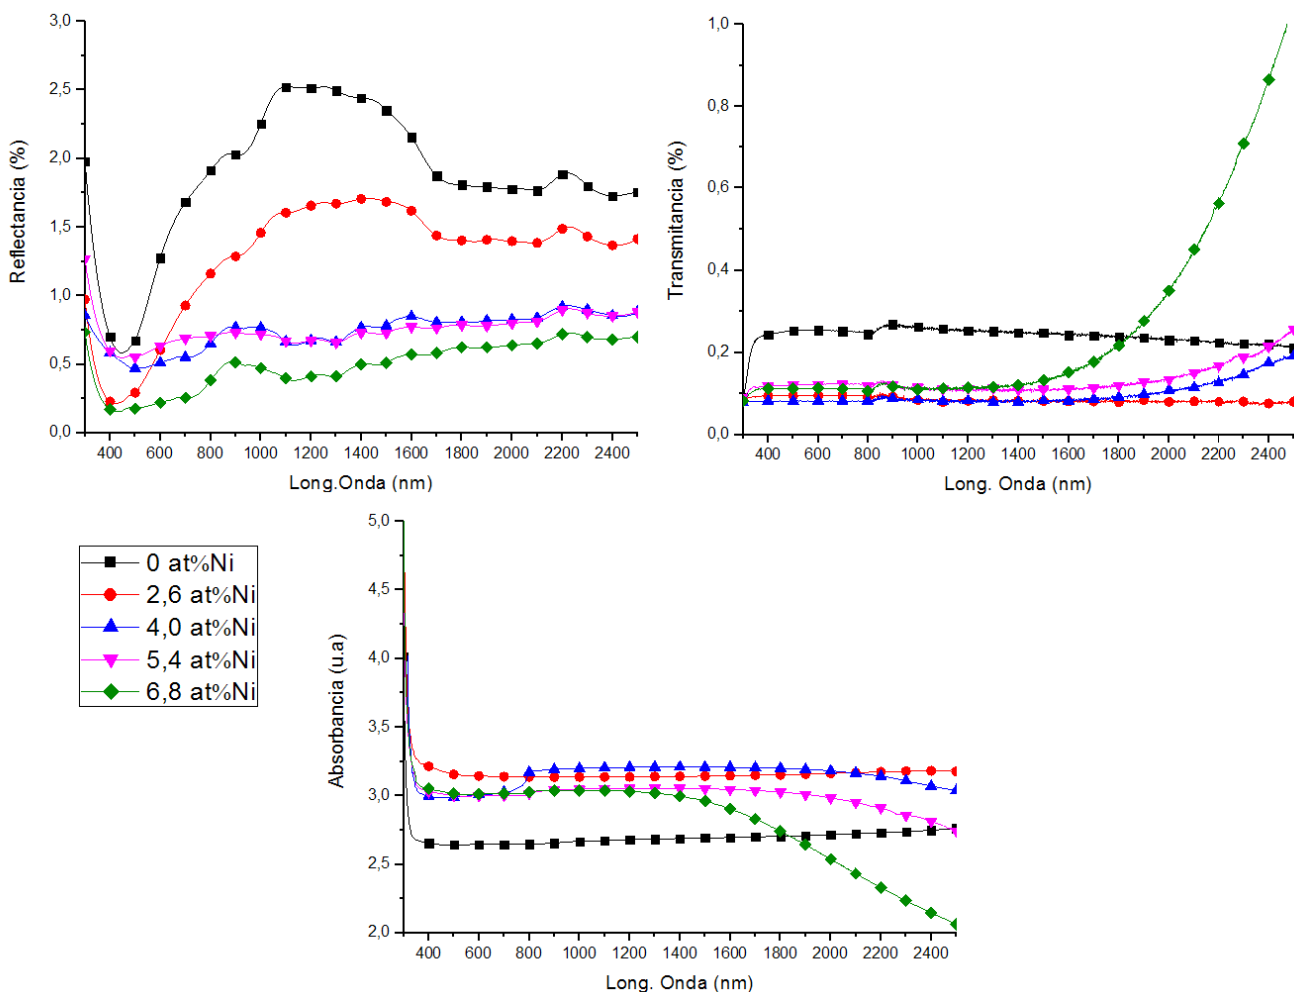 3,0
2,5
2,0
1,5
1,0
0,5
0,0
Reflectancia (%)
400 600 800 1000 1200 1400 1600 1800 2000 2200 2400
Long.Onda (nm)
1,0
0,8
0,6
0,4
0,2
0,0
Transmitancia (%)
400 600 800 1000 1200 1400 1600 1800 2000 2200 2400
Long. Onda (nm)
0 at%Ni
2,6 at%Ni
4,0 at%Ni
5,4 at%Ni
6,8 at%Ni
5,0
4,5
4,0
3,5
3,0
2,5
2,0
Absorbancia (u.a)
400 600 800 1000 1200 1400 1600 1800 2000 2200 2400
Long. Onda (nm)